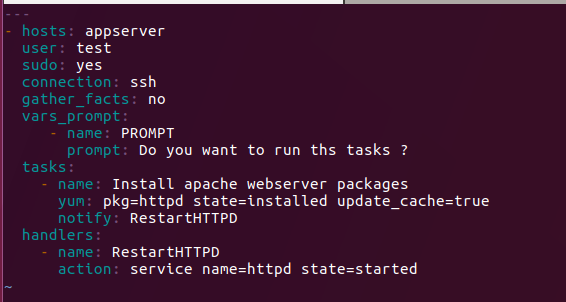 ---
- hosts: appserver
  user: test
  sudo: yes
  connection: ssh
  gather_facts: no
  vars_prompt:
     - name: PROMPT
       prompt: Do you want to run ths tasks ?
  tasks:
    - name: Install apache webserver packages
      yum: pkg=httpd state=installed update_cache=true
      notify: RestartHTTPD
  handlers:
    - name: RestartHTTPD
      action: service name=httpd state=started
~